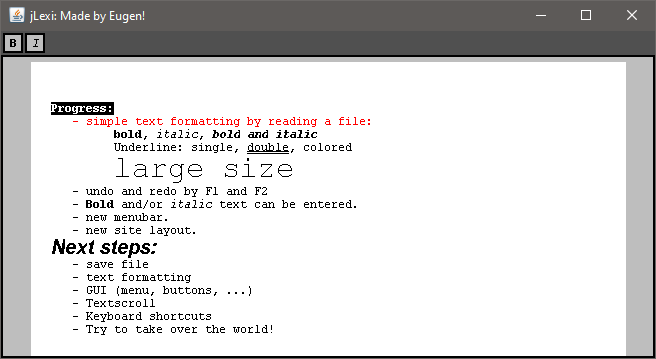 jLexi: Made by Eugen!
B I
Progress:
- simple text formatting by reading a file:
bold, italic, bold and italic
Underline: single, double, colored
large size
- undo and redo by F1 and F2
- Bold and/or italic text can be entered.
- new menubar.
- new site layout.
Next steps:
- save file
- text formatting
- GUI (menu, buttons, ...)
- Textscroll
- Keyboard shortcuts
- Try to take over the world!